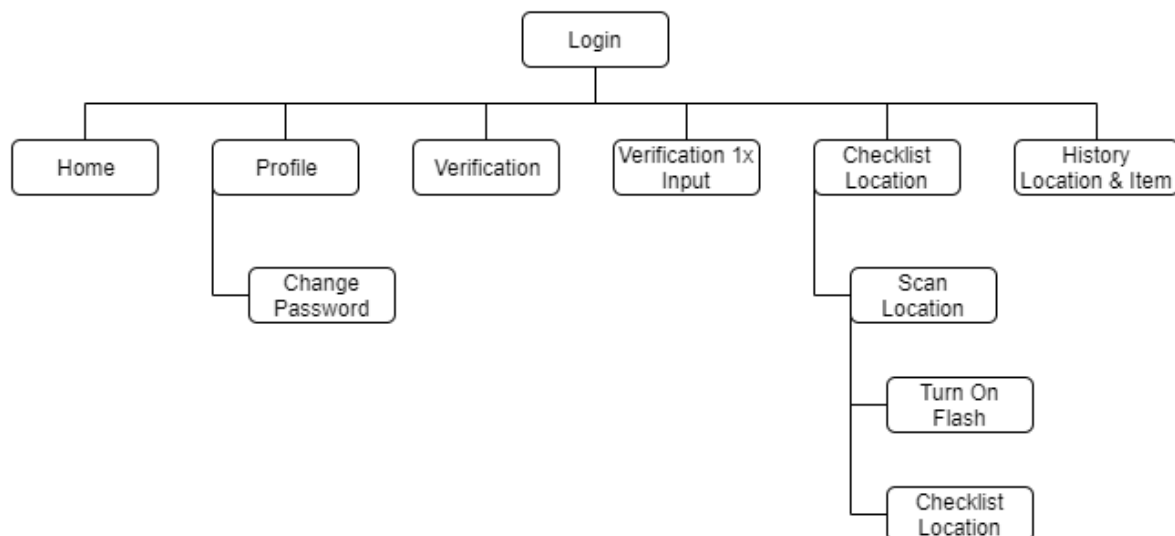 Login
Home
Profile
Verification
Verification 1x
Input
Checklist
Location
History
Location & Item
Change
Password
Scan
Location
Turn On
Flash
Checklist
Location